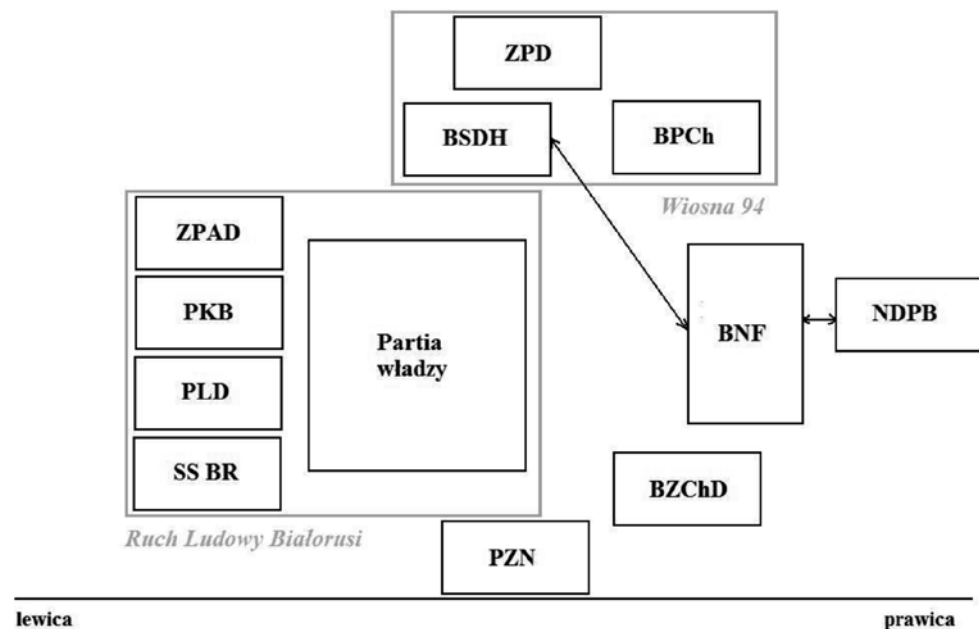 ZPD
BSDH
BPCh
Wiosna 94
ZPAD
PKB
PLD
SS BR
Partia
władzy
Ruch Ludowy Białorusi
BNF
NDPB
BZChD
PZN
lewica
prawica